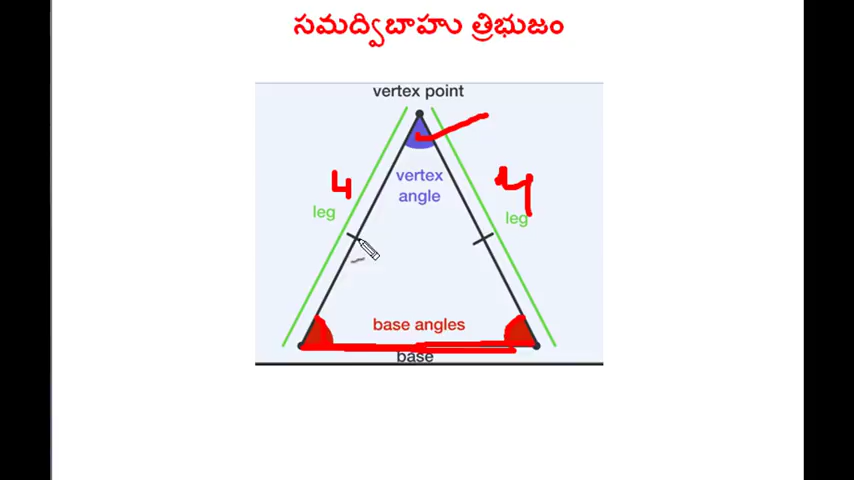 సమద్విబాహు త్రిభుజం
vertex point
4
4
vertex
angle
leg
leg
base angles
base